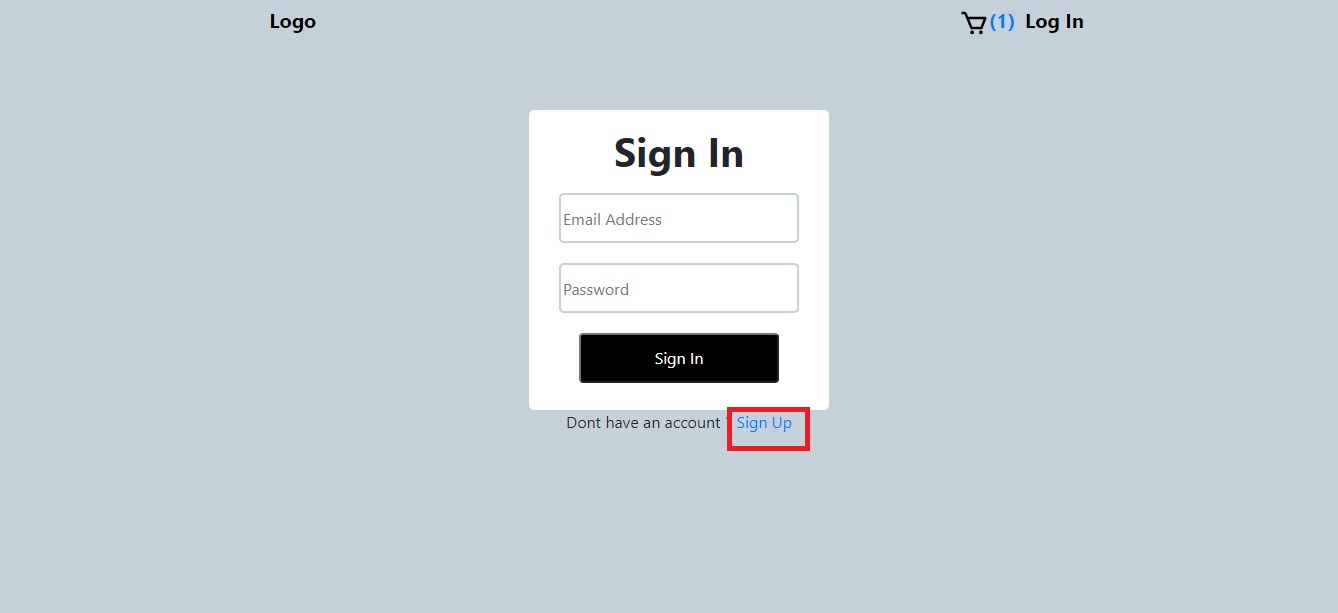 Logo (1) Log In
Sign In
Email Address
Password
Sign In
Dont have an account Sign Up